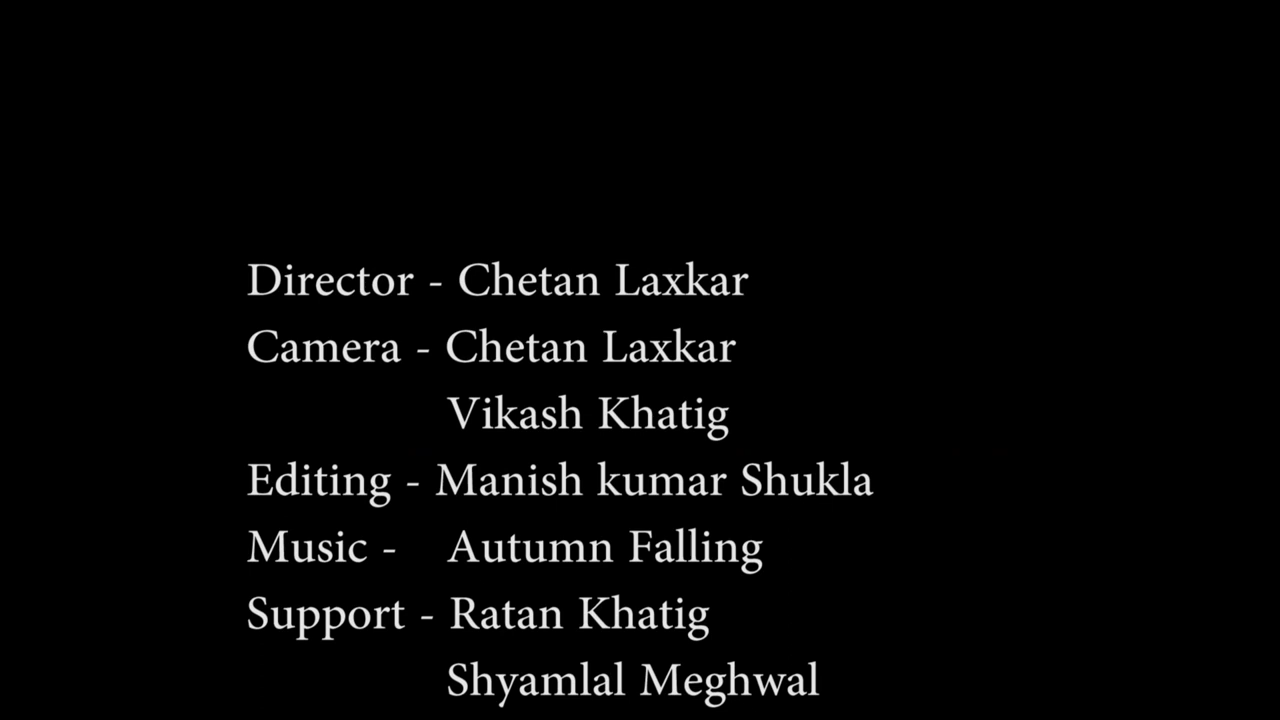 Director - Chetan Laxkar
Camera - Chetan Laxkar
Vikash Khatig
Editing - Manish kumar Shukla
Music - Autumn Falling
Support - Ratan Khatig
Shyamlal Meghwal